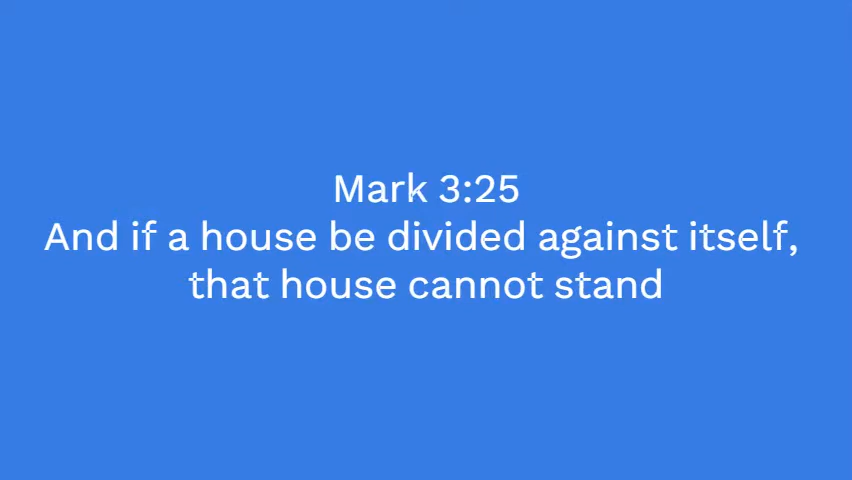 Mark 3:25
And if a house be divided against itself,
that house cannot stand